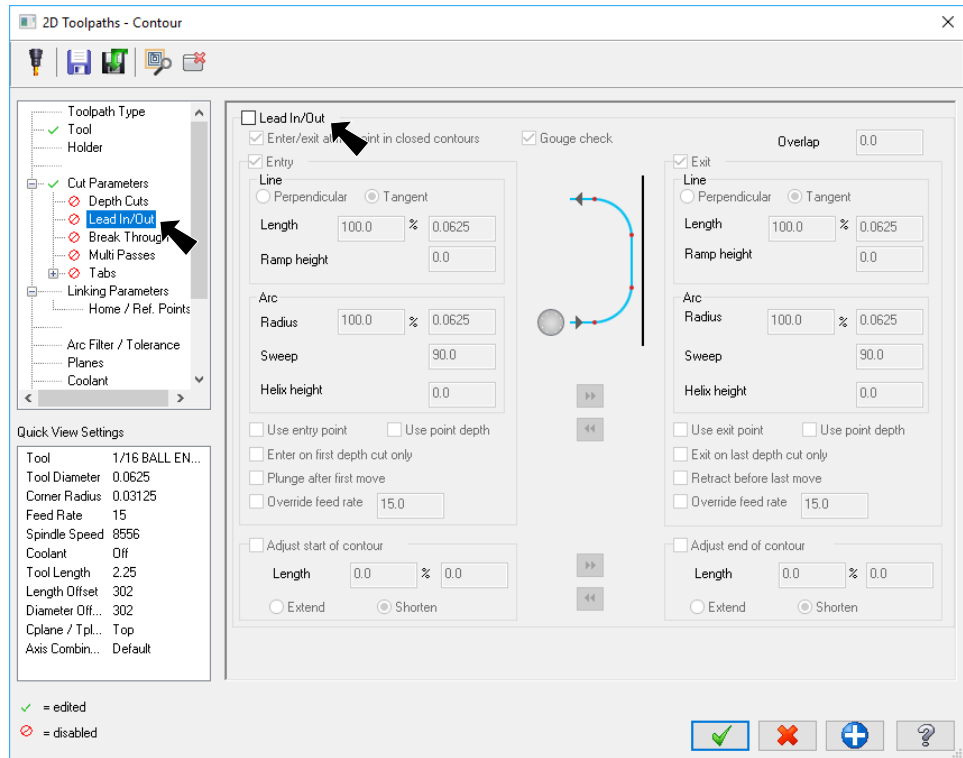 2D Toolpaths - Contour
Toolpath Type
Tool
Holder
Cut Parameters
Depth Cuts
Lead In/Out
Break Through
Multi Passes
Tabs
Linking Parameters
Home / Ref. Points
Arc Filter / Tolerance
Planes
Coolant
Quick View Settings
Tool 1/16 BALL EN...
Tool Diameter 0.0625
Corner Radius 0.03125
Feed Rate 15
Spindle Speed 8556
Coolant Off
Tool Length 2.25
Length Offset 302
Diameter Off... 302
Cplane / Tpl... Top
Axis Combin... Default
= edited
= disabled
Lead In/Out
Enter/exit at point in closed contours Gouge check Overlap 0.0
Entry
Line
Perpendicular Tangent
Length 100.0 % 0.0625
Ramp height 0.0
Arc
Radius 100.0 % 0.0625
Sweep 90.0
Helix height 0.0
Use entry point Use point depth
Enter on first depth cut only
Plunge after first move
Override feed rate 15.0
Adjust start of contour
Length 0.0 % 0.0
Extend Shorten
Exit
Line
Perpendicular Tangent
Length 100.0 % 0.0625
Ramp height 0.0
Arc
Radius 100.0 % 0.0625
Sweep 90.0
Helix height 0.0
Use exit point Use point depth
Exit on last depth cut only
Retract before last move
Override feed rate 15.0
Adjust end of contour
Length 0.0 % 0.0
Extend Shorten